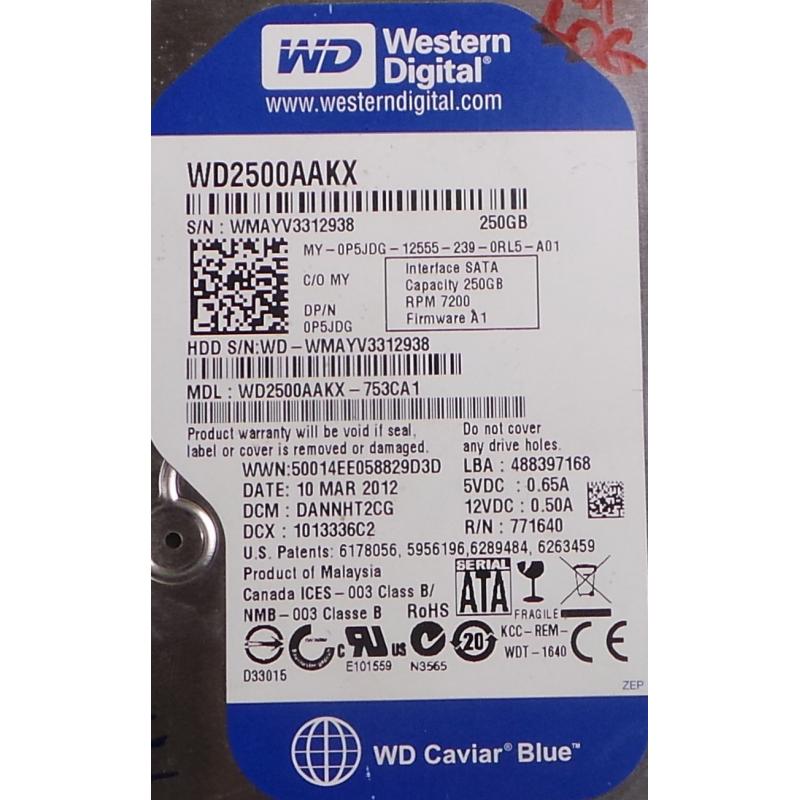 WD Western Digital®
www.westerndigital.com
WD2500AAKX
S/N : WMAYV3312938 250GB
MY-0P5JDG-12555-239-0RL5-A01
C/O MY
DP/N
0P5JDG
Interface SATA
Capacity 250GB
RPM 7200
Firmware A1
HDD S/N:WD-WMAYV3312938
MDL : WD2500AAKX-753CA1
Product warranty will be void if seal,
label or cover is removed or damaged.
Do not cover
any drive holes.
WWN:50014EE058829D3D
DATE: 10 MAR 2012
DCM : DANNHT2CG
DCX : 1013336C2
LBA : 488397168
5VDC : 0.65A
12VDC : 0.50A
R/N : 771640
U.S. Patents: 6178056, 5956196,6289484, 6263459
Product of Malaysia
Canada ICES-003 Class B/
NMB-003 Classe B RoHS
SERIAL
ATA
FRAGILE
c UR US
20
KCC-REM-
WDT-1640
CE
D33015
E101559
N3565
ZEP
WD Caviar® Blue™